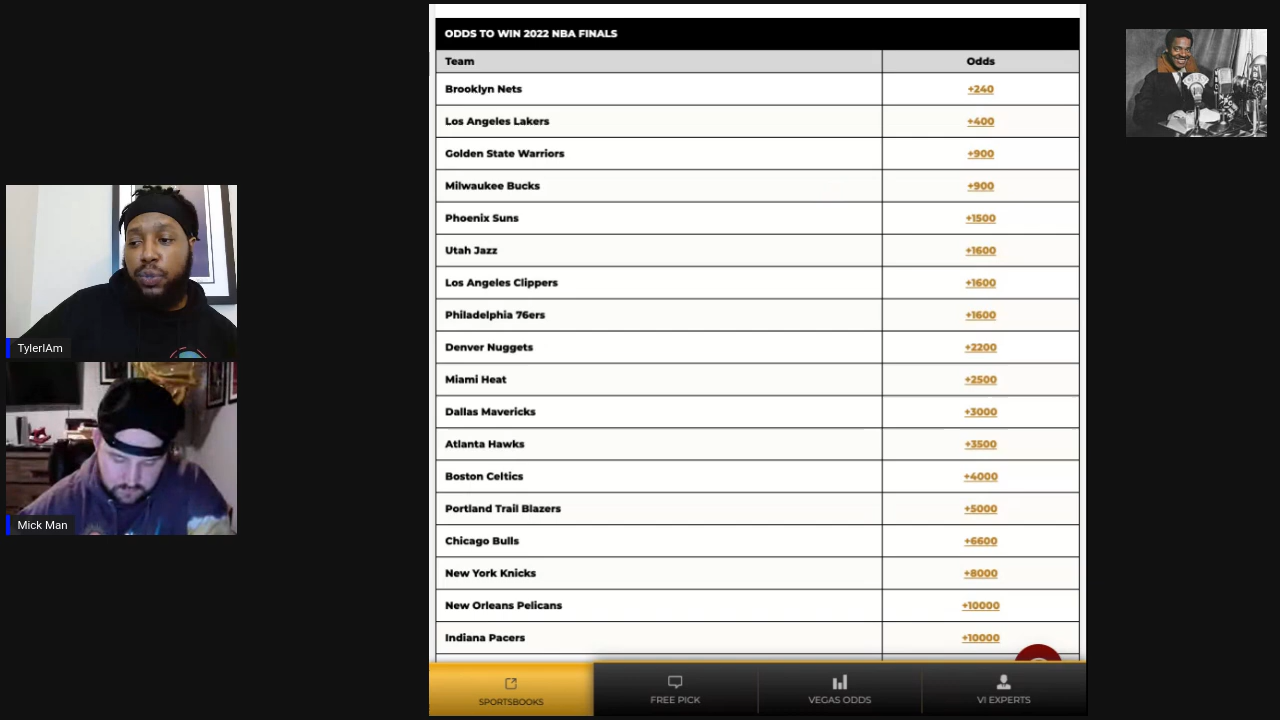 ODDS TO WIN 2022 NBA FINALS
Team Odds
Brooklyn Nets +240
Los Angeles Lakers +400
Golden State Warriors +900
Milwaukee Bucks +900
Phoenix Suns +1500
Utah Jazz +1600
Los Angeles Clippers +1600
Philadelphia 76ers +1600
Denver Nuggets +2200
Miami Heat +2500
Dallas Mavericks +3000
Atlanta Hawks +3500
Boston Celtics +4000
Portland Trail Blazers +5000
Chicago Bulls +6600
New York Knicks +8000
New Orleans Pelicans +10000
Indiana Pacers +10000
SPORTSBOOKS FREE PICK VEGAS ODDS VI EXPERTS
TylerIAm
Mick Man